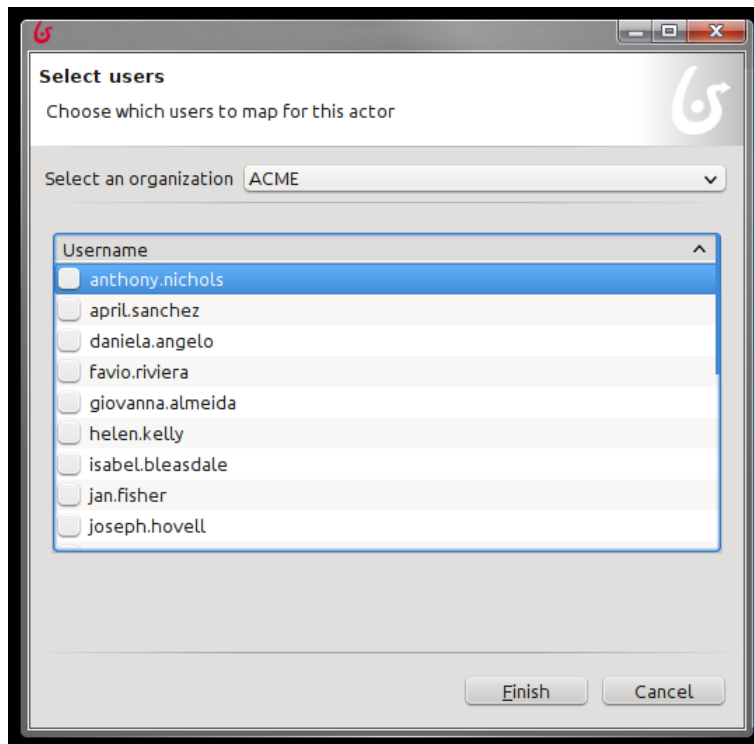 Select users
Choose which users to map for this actor
Select an organization ACME
Username
anthony.nichols
april.sanchez
daniela.angelo
favio.riviera
giovanna.almeida
helen.kelly
isabel.bleasdale
jan.fisher
joseph.hovell
Finish Cancel